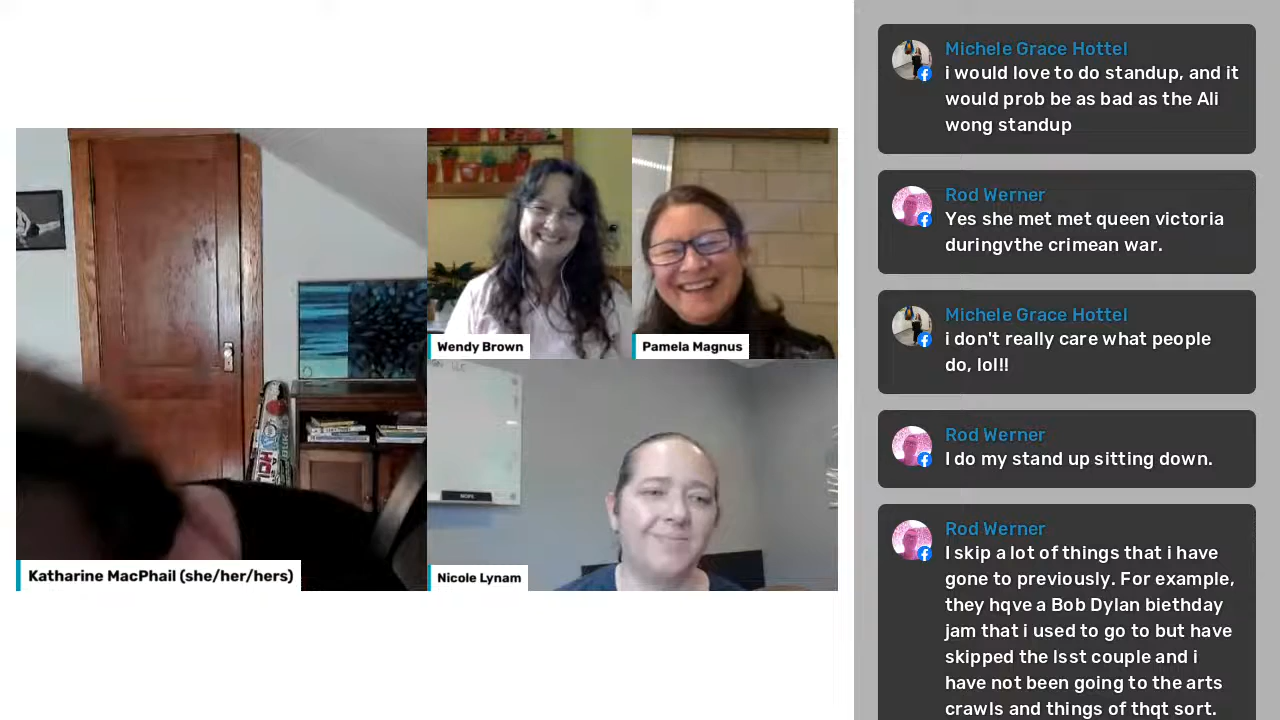 Wendy Brown
Pamela Magnus
Katharine MacPhail (she/her/hers)
Nicole Lynam
Michele Grace Hottel
i would love to do standup, and it
would prob be as bad as the Ali
wong standup
Rod Werner
Yes she met met queen victoria
duringvthe crimean war.
Michele Grace Hottel
i don't really care what people
do, lol!!
Rod Werner
I do my stand up sitting down.
Rod Werner
I skip a lot of things that i have
gone to previously. For example,
they hqve a Bob Dylan biethday
jam that i used to go to but have
skipped the lsst couple and i
have not been going to the arts
crawls and things of thqt sort.